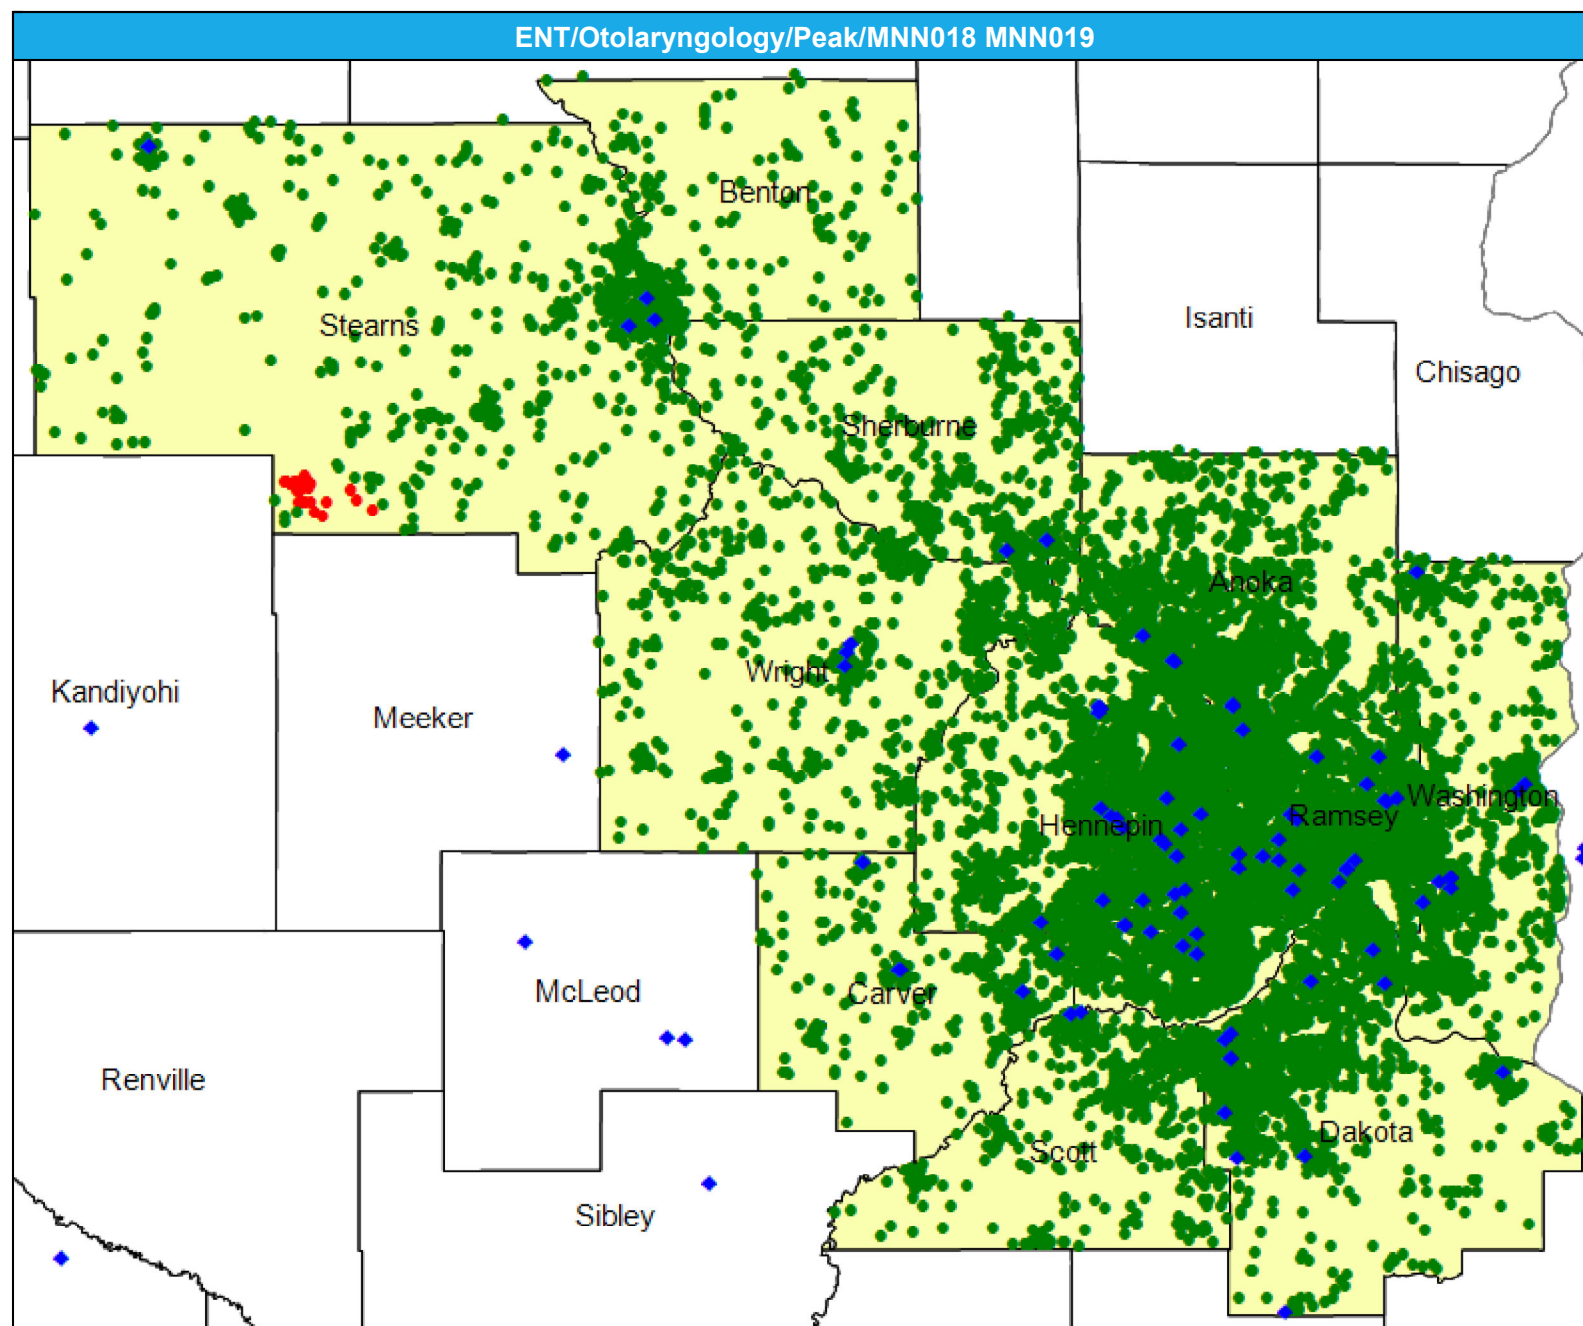 ENT/Otolaryngology/Peak/MNN018 MNN019
Benton
Stearns
Isanti
Chisago
Sherburne
Anoka
Wright
Kandiyohi
Meeker
Washington
Ramsey
Hennepin
McLeod
Carver
Renville
Dakota
Scott
Sibley